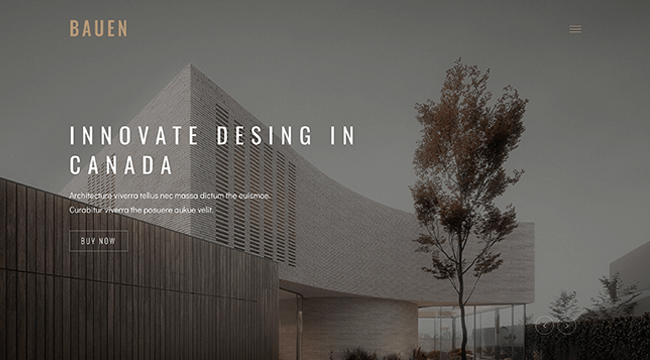 BAUEN
INNOVATE DESING IN
CANADA
Architecture viverra tellus nec massa dictum the euismoe.
Curabitur viverra the posuere aukue velit.
BUY NOW